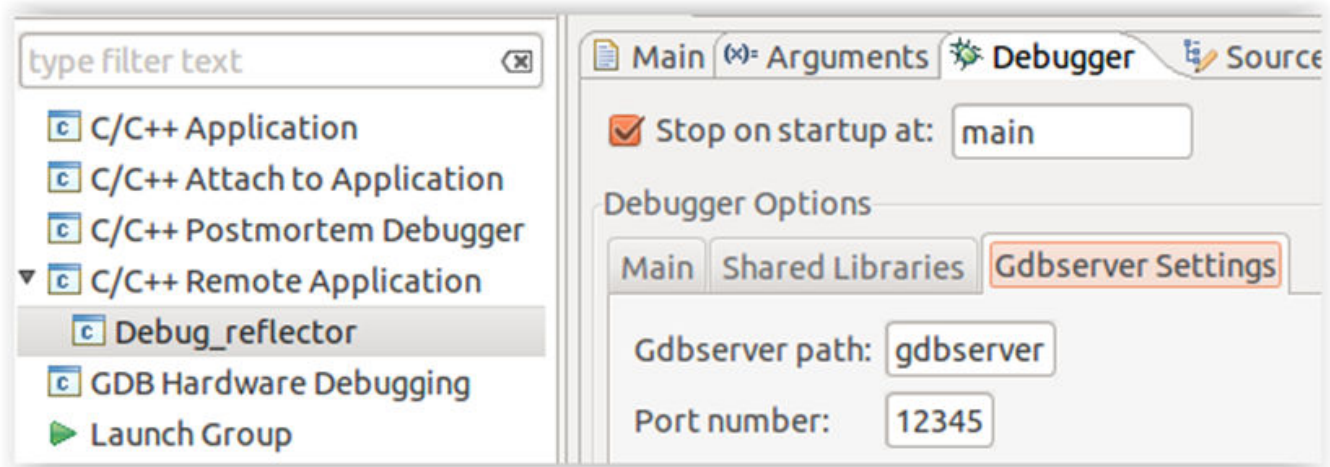 type filter text
C/C++ Application
C/C++ Attach to Application
C/C++ Postmortem Debugger
C/C++ Remote Application
Debug_reflector
GDB Hardware Debugging
Launch Group
Main (x)= Arguments Debugger Source
Stop on startup at: main
Debugger Options
Main Shared Libraries Gdbserver Settings
Gdbserver path: gdbserver
Port number: 12345